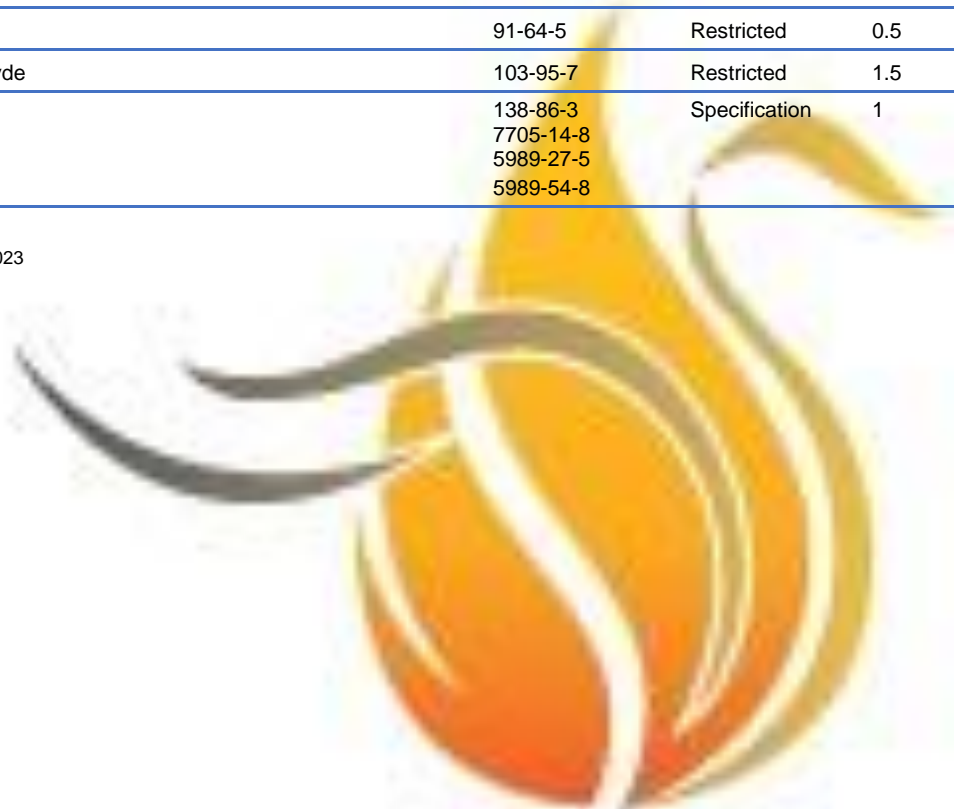 91-64-5 Restricted 0.5
yde 103-95-7 Restricted 1.5
138-86-3 Specification 1
7705-14-8
5989-27-5
5989-54-8
023